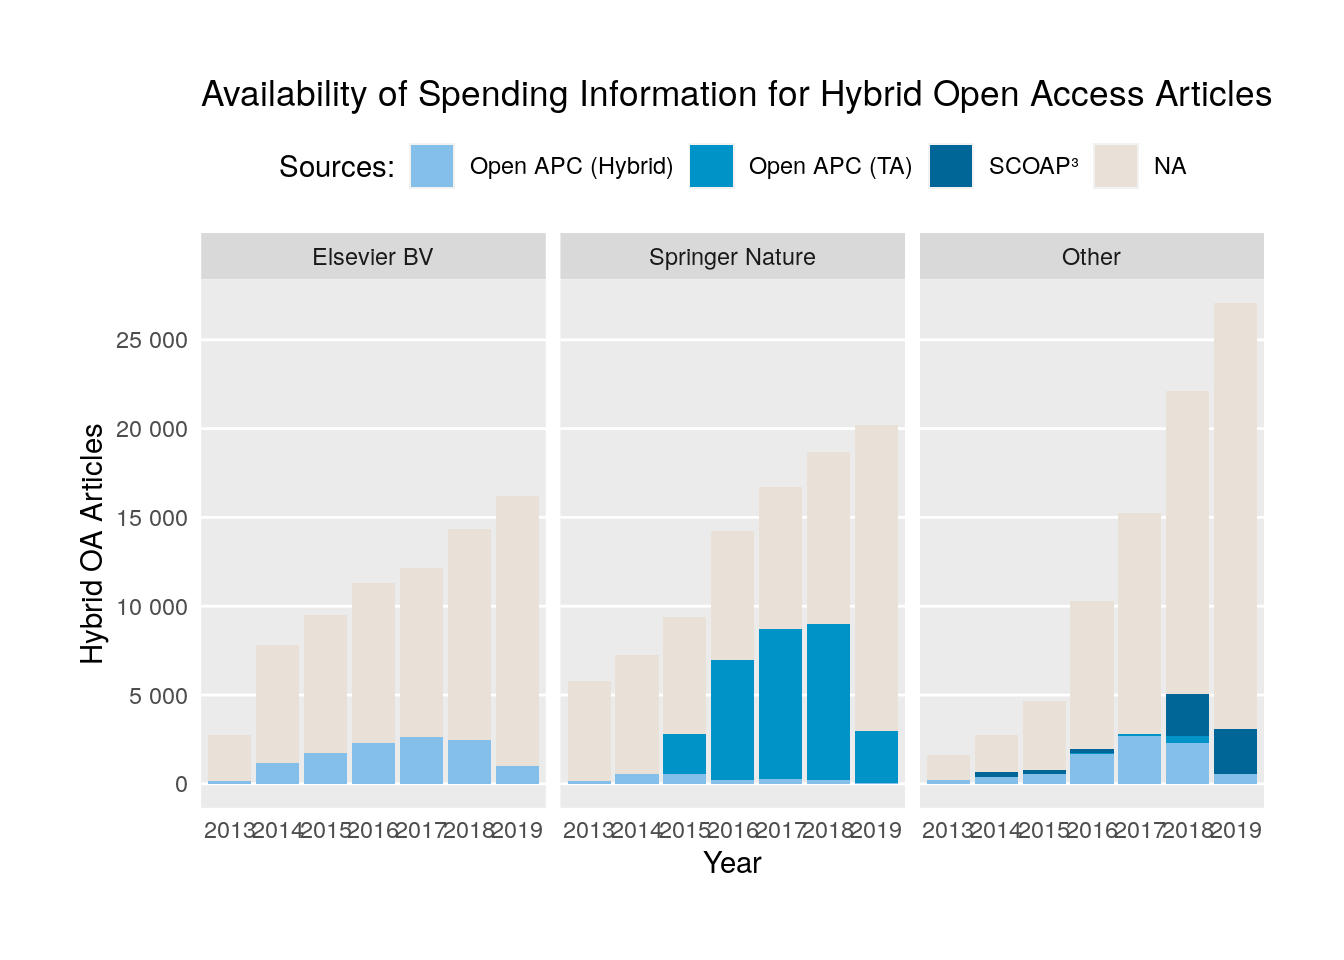 Availability of Spending Information for Hybrid Open Access Articles
Sources: Open APC (Hybrid) Open APC (TA) SCOAP³ NA
Elsevier BV Springer Nature Other
25 000
20 000
15 000
10 000
5 000
0
Hybrid OA Articles
2013 2014 2015 2016 2017 2018 2019 2013 2014 2015 2016 2017 2018 2019 2013 2014 2015 2016 2017 2018 2019
Year